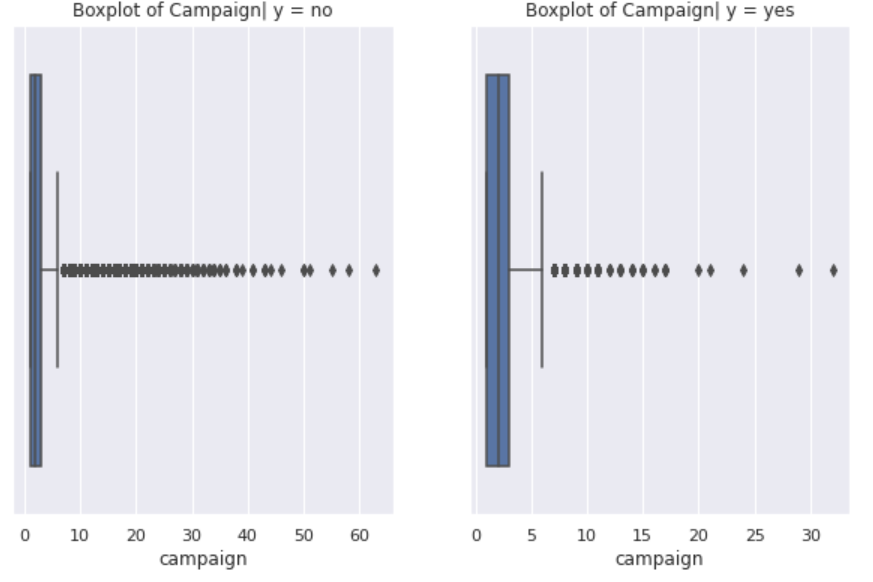 Boxplot of Campaign| y = no
Boxplot of Campaign| y = yes
0 10 20 30 40 50 60
campaign
0 5 10 15 20 25 30
campaign